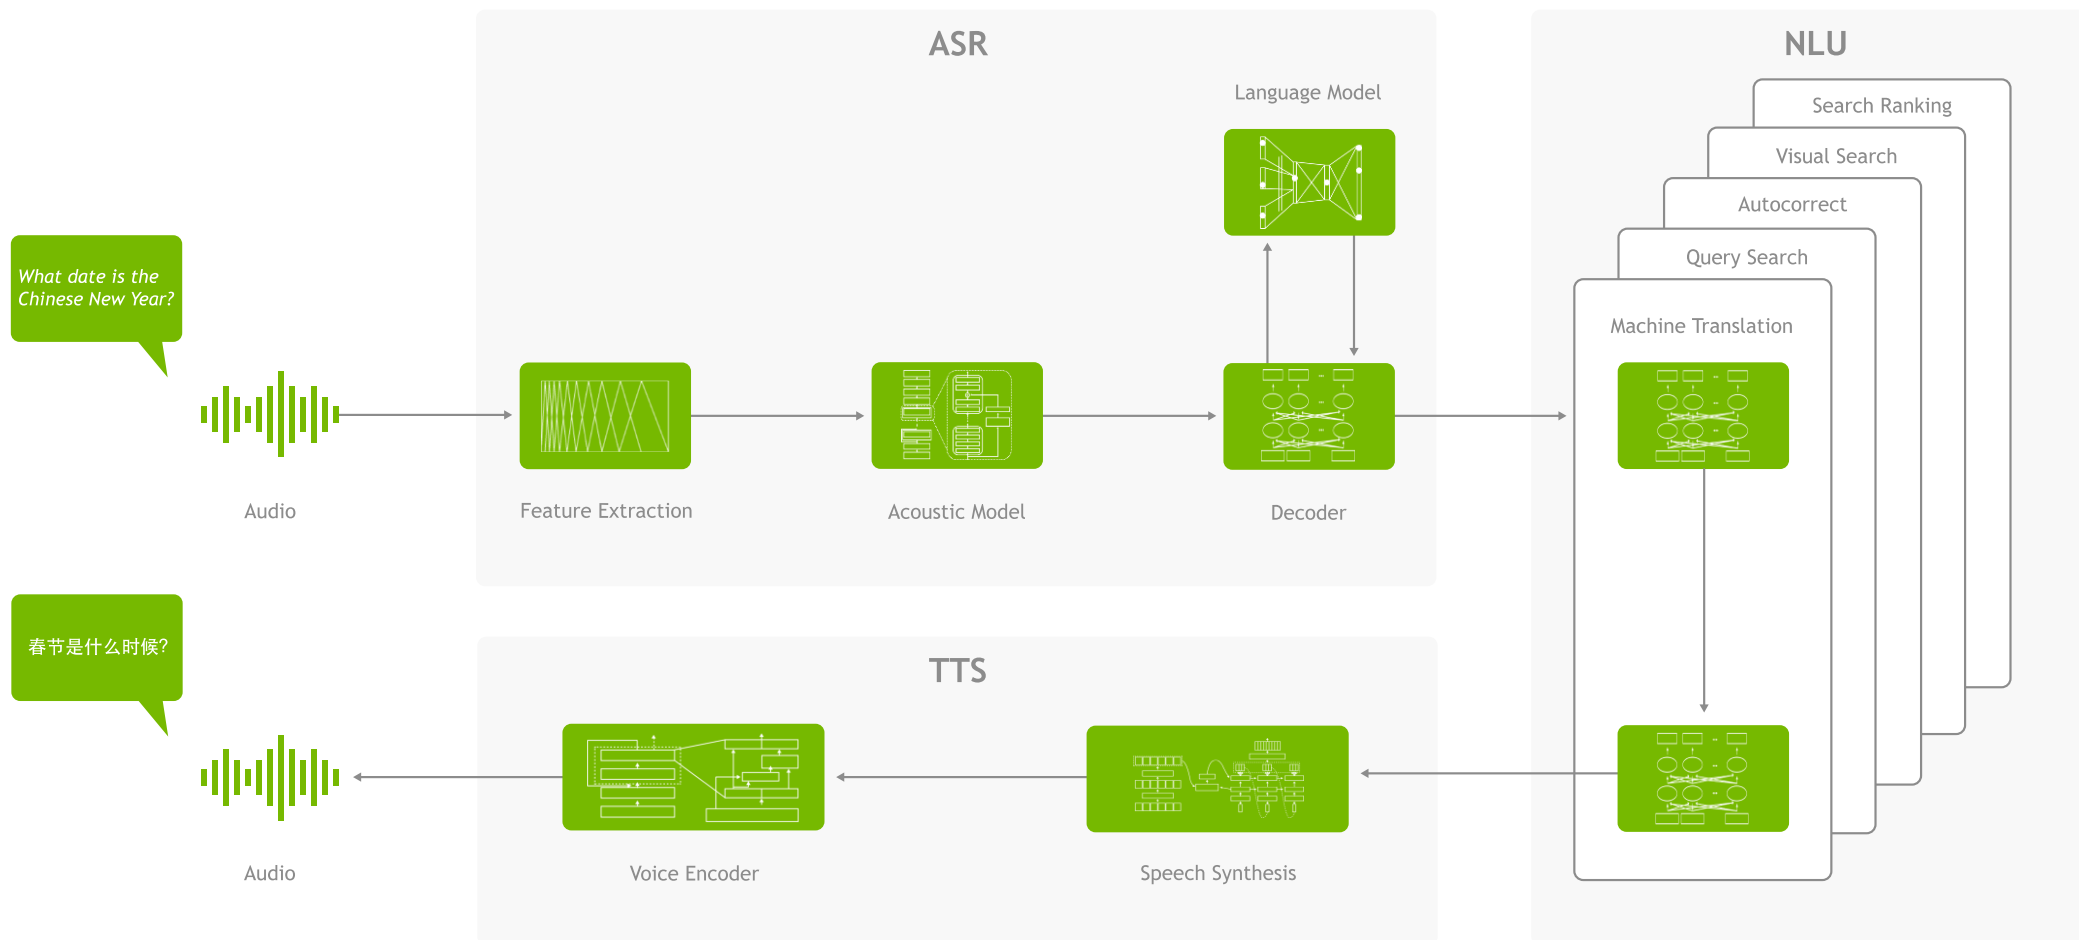 ASR
NLU
Language Model
Search Ranking
Visual Search
Autocorrect
Query Search
Machine Translation
What date is the
Chinese New Year?
Audio
Feature Extraction
Acoustic Model
Decoder
TTS
春节是什么时候?
Audio
Voice Encoder
Speech Synthesis